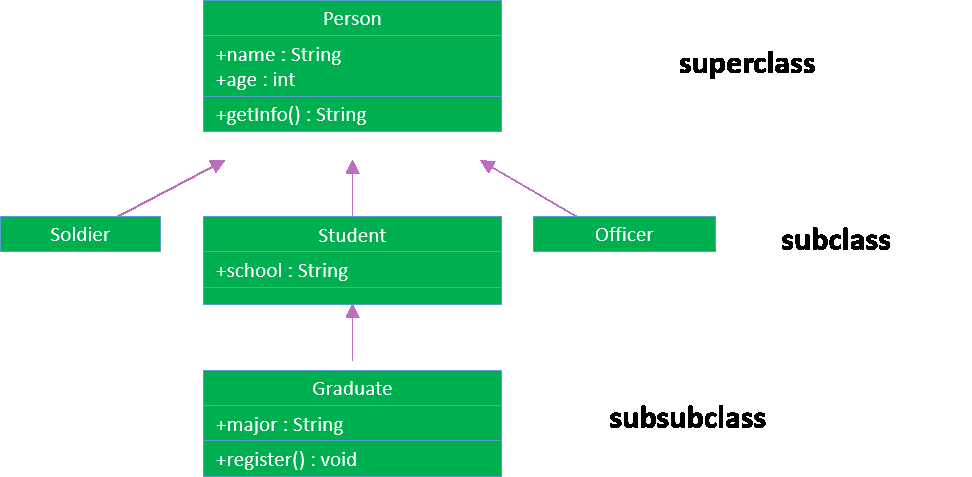 Person
+name : String
+age : int
superclass
+getInfo() : String
Soldier
Student
Officer
subclass
+school : String
Graduate
+major : String
subsubclass
+register() : void